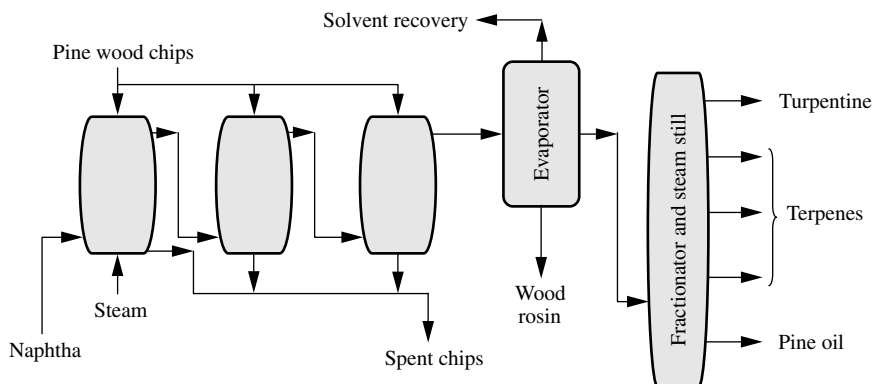 Solvent recovery
Pine wood chips
Evaporator
Fractionator and steam still
Turpentine
Terpenes
Steam
Wood
rosin
Naphtha
Spent chips
Pine oil